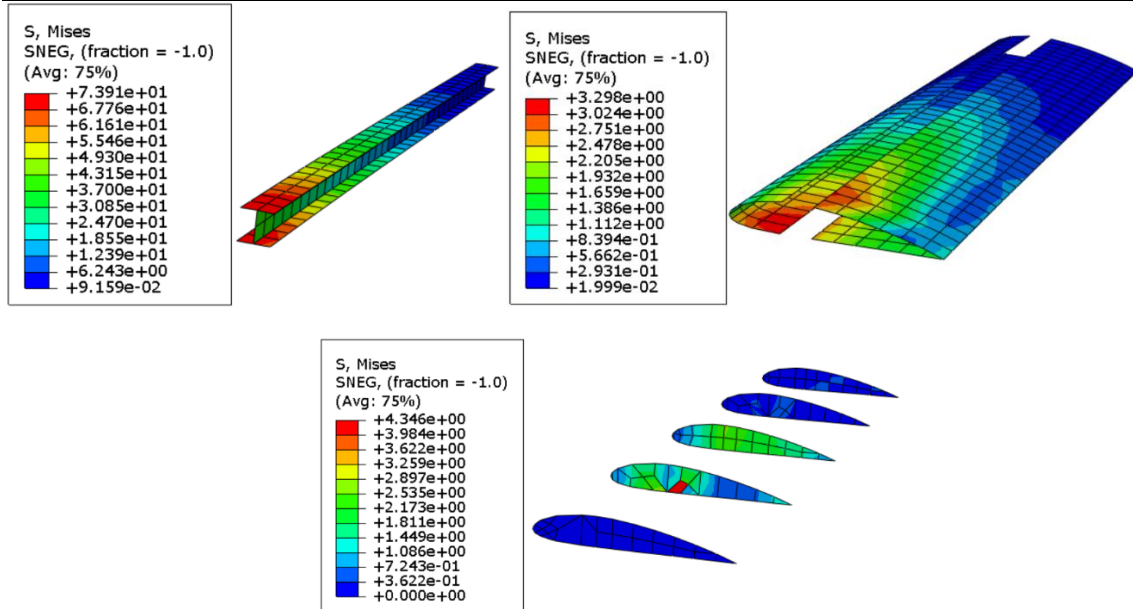 S, Mises
SNEG, (fraction = -1.0)
(Avg: 75%)
+7.391e+01
+6.776e+01
+6.161e+01
+5.546e+01
+4.930e+01
+4.315e+01
+3.700e+01
+3.085e+01
+2.470e+01
+1.855e+01
+1.239e+01
+6.243e+00
+9.159e-02
S, Mises
SNEG, (fraction = -1.0)
(Avg: 75%)
+3.298e+00
+3.024e+00
+2.751e+00
+2.478e+00
+2.205e+00
+1.932e+00
+1.659e+00
+1.386e+00
+1.112e+00
+8.394e-01
+5.662e-01
+2.931e-01
+1.999e-02
S, Mises
SNEG, (fraction = -1.0)
(Avg: 75%)
+4.346e+00
+3.984e+00
+3.622e+00
+3.259e+00
+2.897e+00
+2.535e+00
+2.173e+00
+1.811e+00
+1.449e+00
+1.086e+00
+7.243e-01
+3.622e-01
+0.000e+00